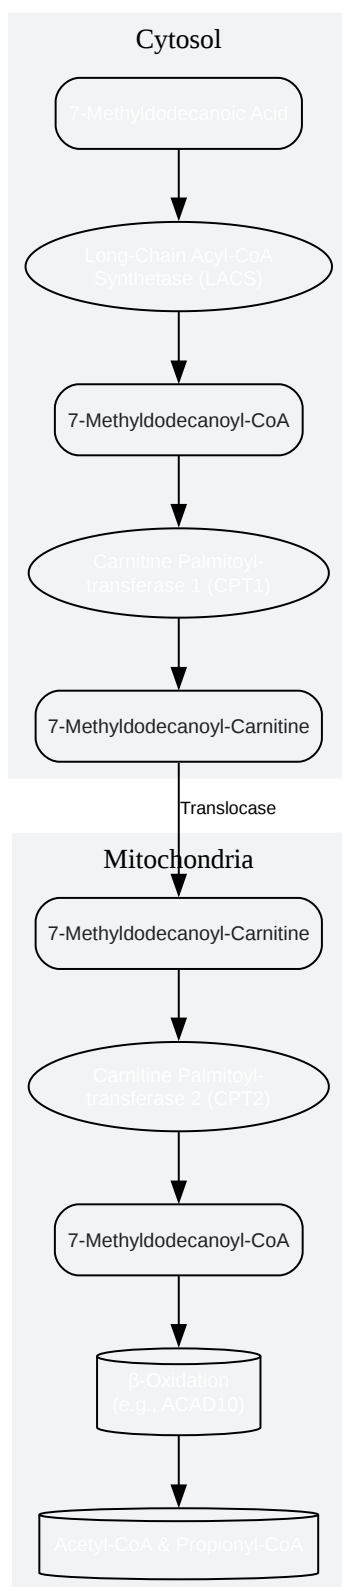 Cytosol
7-Methyldodecanoic Acid
Long-Chain Acyl-CoA
Synthetase (LACS)
7-Methyldodecanoyl-CoA
Carnitine Palmitoyl-
transferase 1 (CPT1)
7-Methyldodecanoyl-Carnitine
Translocase
Mitochondria
7-Methyldodecanoyl-Carnitine
Carnitine Palmitoyl-
transferase 2 (CPT2)
7-Methyldodecanoyl-CoA
β-Oxidation
(e.g., ACAD10)
Acetyl-CoA & Propionyl-CoA